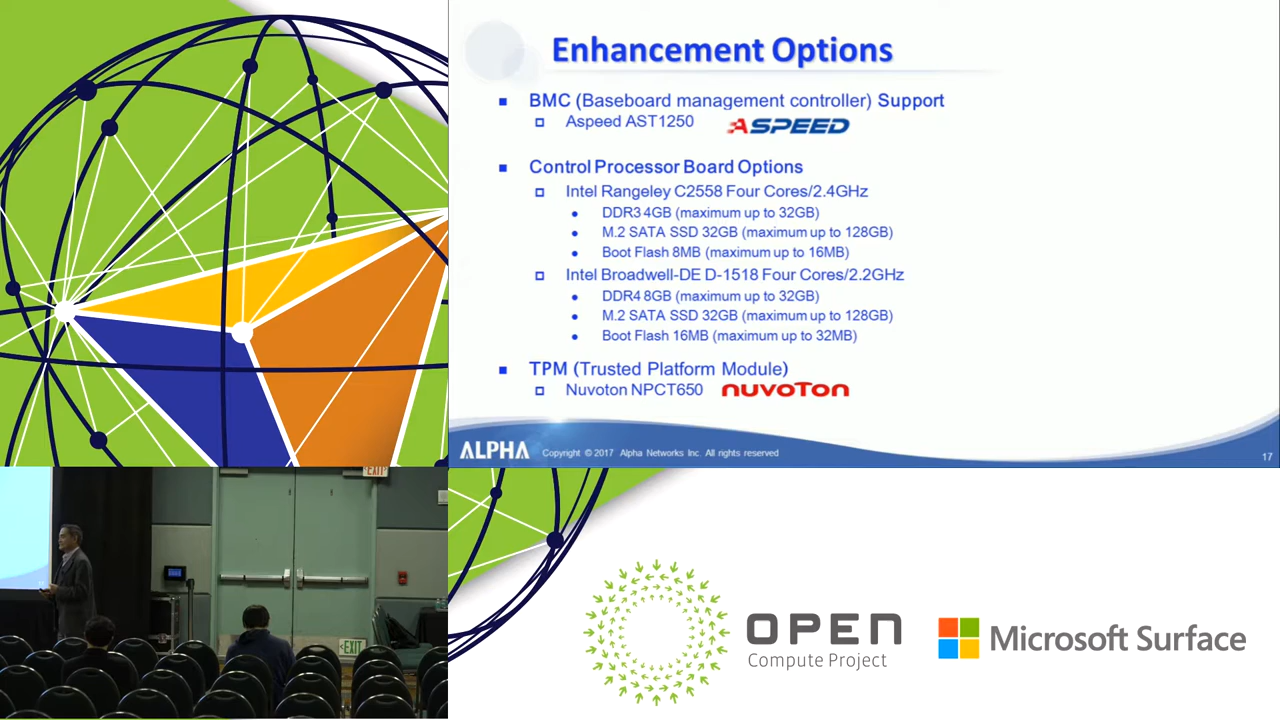 Enhancement Options
▪ BMC (Baseboard management controller) Support
Aspeed AST1250
ASPEED
▪ Control Processor Board Options
Intel Rangeley C2558 Four Cores/2.4GHz
• DDR3 4GB (maximum up to 32GB)
• M.2 SATA SSD 32GB (maximum up to 128GB)
• Boot Flash 8MB (maximum up to 16MB)
Intel Broadwell-DE D-1518 Four Cores/2.2GHz
• DDR4 8GB (maximum up to 32GB)
• M.2 SATA SSD 32GB (maximum up to 128GB)
• Boot Flash 16MB (maximum up to 32MB)
▪ TPM (Trusted Platform Module)
Nuvoton NPCT650
nuvoTon
ALPHA
Copyright © 2017 Alpha Networks Inc. All rights reserved
17
EXIT
<EXIT
OPEN
Compute Project
Microsoft Surface